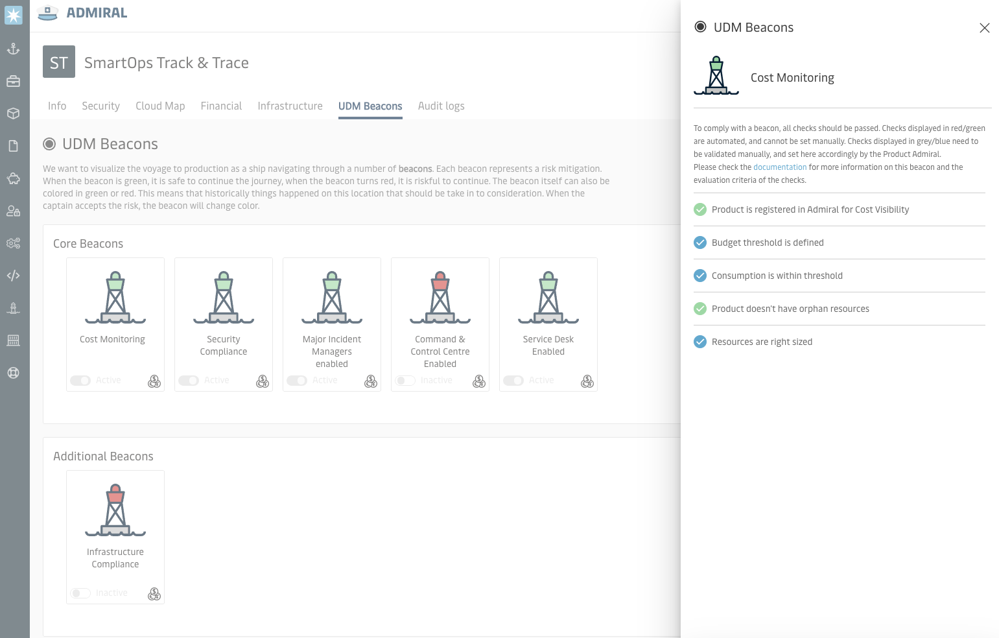 ADMIRAL
ST
SmartOps Track & Trace
Info Security Cloud Map Financial Infrastructure UDM Beacons Audit logs
UDM Beacons
We want to visualize the voyage to production as a ship navigating through a number of beacons. Each beacon represents a risk mitigation.
When the beacon is green, it is safe to continue the journey, when the beacon turns red, it is riskful to continue. The beacon itself can also be
colored in green or red. This means that historically things happened on this location that should be take in to consideration. When the
captain accepts the risk, the beacon will change color.
Core Beacons
Cost Monitoring
Active
Security
Compliance
Active
Major Incident
Managers
enabled
Active
Command &
Control Centre
Enabled
Inactive
Service Desk
Enabled
Active
Additional Beacons
Infrastructure
Compliance
Inactive
UDM Beacons
Cost Monitoring
To comply with a beacon, all checks should be passed. Checks displayed in red/green
are automated, and cannot be set manually. Checks displayed in grey/blue need to
be validated manually, and set here accordingly by the Product Admiral.
Please check the documentation for more information on this beacon and the
evaluation criteria of the checks.
Product is registered in Admiral for Cost Visibility
Budget threshold is defined
Consumption is within threshold
Product doesn't have orphan resources
Resources are right sized